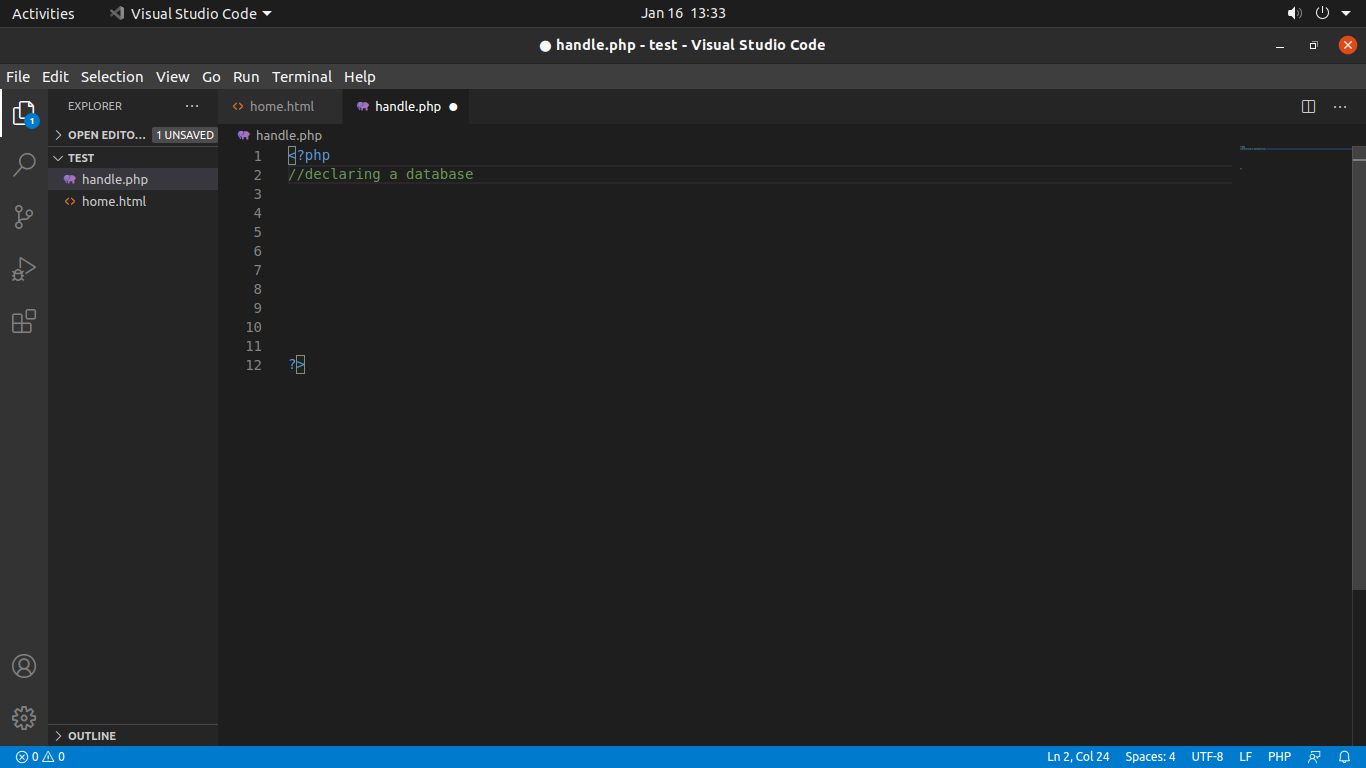 Activities
Visual Studio Code
Jan 16 13:33
● handle.php - test - Visual Studio Code
File Edit Selection View Go Run Terminal Help
EXPLORER
home.html
handle.php
OPEN EDITO... 1 UNSAVED
handle.php
TEST
handle.php
home.html
1
1 <?php
2 //declaring a database
3
4
5
6
7
8
9
10
11
12 ?>
OUTLINE
0 0
Ln 2, Col 24 Spaces: 4 UTF-8 LF PHP